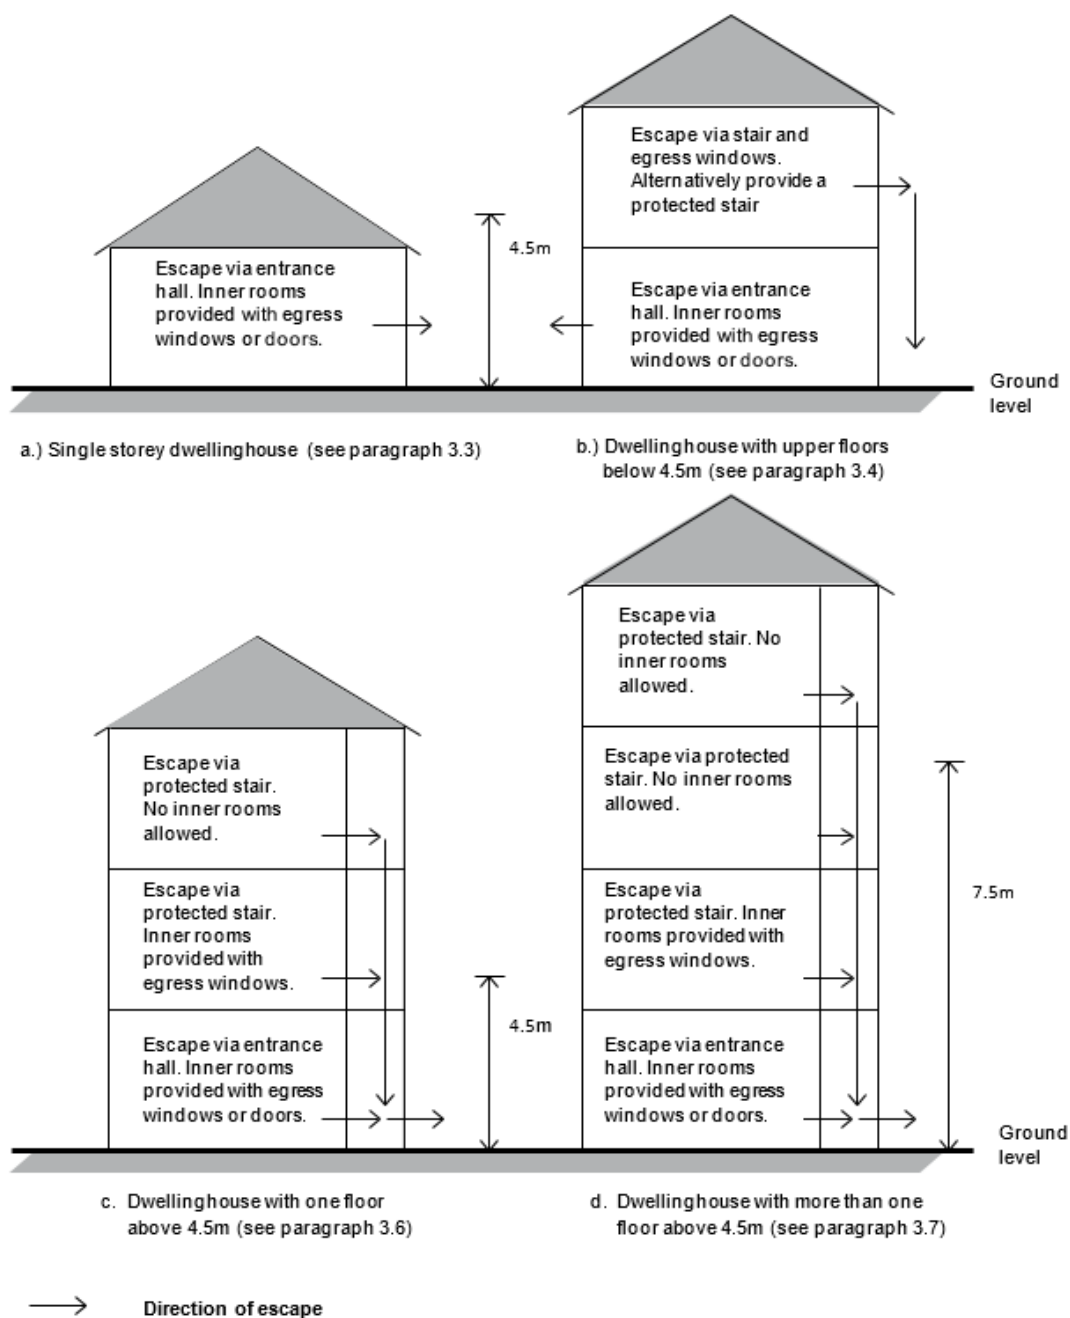 Escape via stair and
egress windows.
Alternatively provide a
protected stair
4.5m
Escape via entrance
hall. Inner rooms
provided with egress
windows or doors.
Escape via entrance
hall. Inner rooms
provided with egress
windows or doors.
Ground
level
a.) Single storey dwellinghouse (see paragraph 3.3)
b.) Dwellinghouse with upper floors
below 4.5m (see paragraph 3.4)
Escape via
protected stair. No
inner rooms
allowed.
Escape via
protected stair.
No inner rooms
allowed.
Escape via protected
stair. No inner rooms
allowed.
Escape via
protected stair.
Inner rooms
provided with
egress windows.
Escape via
protected stair. Inner
rooms provided with
egress windows.
7.5m
4.5m
Escape via entrance
hall. Inner rooms
provided with egress
windows or doors.
Escape via entrance
hall. Inner rooms
provided with egress
windows or doors.
Ground
level
c. Dwellinghouse with one floor
above 4.5m (see paragraph 3.6)
d. Dwellinghouse with more than one
floor above 4.5m (see paragraph 3.7)
Direction of escape